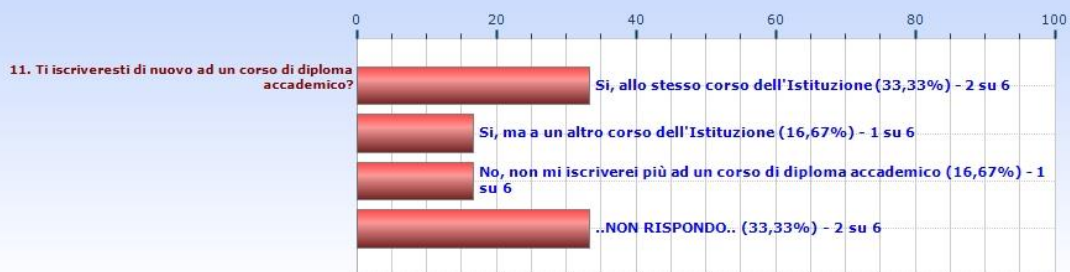 0 20 40 60 80 100
11. Ti iscriveresti di nuovo ad un corso di diploma
accademico?
Si, allo stesso corso dell'Istituzione (33,33%) - 2 su 6
Si, ma a un altro corso dell'Istituzione (16,67%) - 1 su 6
No, non mi iscriverei più ad un corso di diploma accademico (16,67%) - 1
su 6
..NON RISPONDO.. (33,33%) - 2 su 6